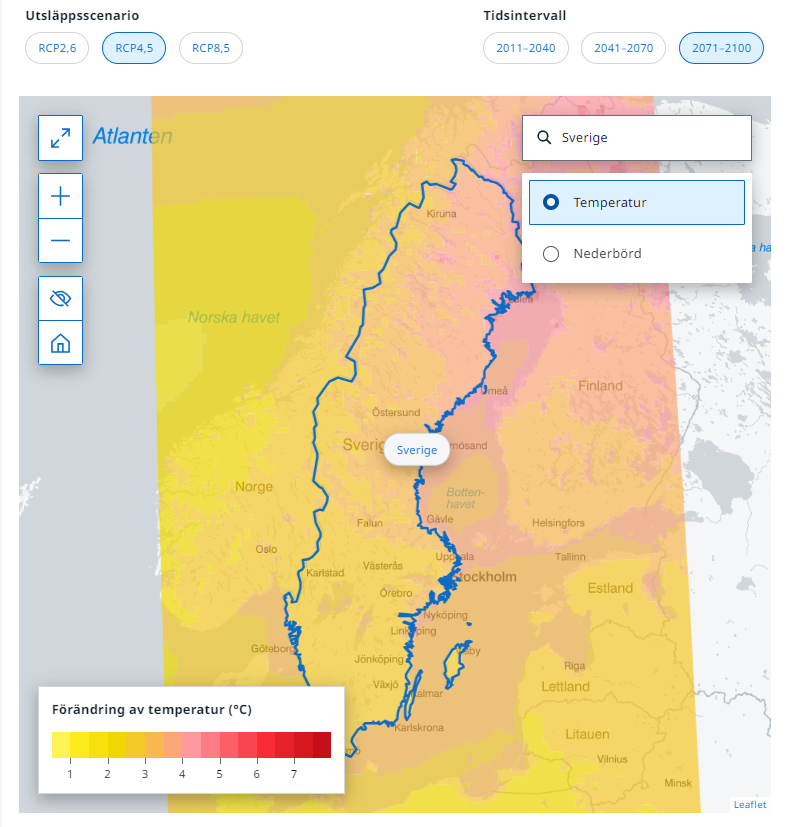 Utsläppsscenario
Tidsintervall
RCP2,6
RCP4,5
RCP8,5
2011–2040
2041–2070
2071–2100
Atlanten
Sverige
Temperatur
Nederbörd
Kiruna
Norska havet
Umeå
Finland
Östersund
Sverige
Norge
Botten-
havet
Gävle
Falun
Helsingfors
Oslo
Uppsala
Tallinn
Västerås
Karlstad
Stockholm
Örebro
Estland
Nyköping
Linköping
Göteborg
Jönköping
Riga
Växjö
Kalmar
Lettland
Karlskrona
Litauen
Vilnius
Minsk
Förändring av temperatur (°C)
1 2 3 4 5 6 7
Leaflet